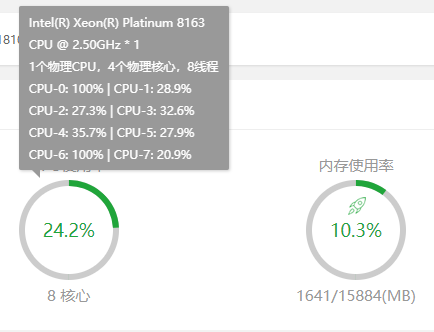 Intel(R) Xeon(R) Platinum 8163
CPU @ 2.50GHz * 1
1个物理CPU，4个物理核心，8线程
CPU-0: 100% | CPU-1: 28.9%
CPU-2: 27.3% | CPU-3: 32.6%
CPU-4: 35.7% | CPU-5: 27.9%
CPU-6: 100% | CPU-7: 20.9%
内存使用率
24.2%
10.3%
8 核心
1641/15884(MB)